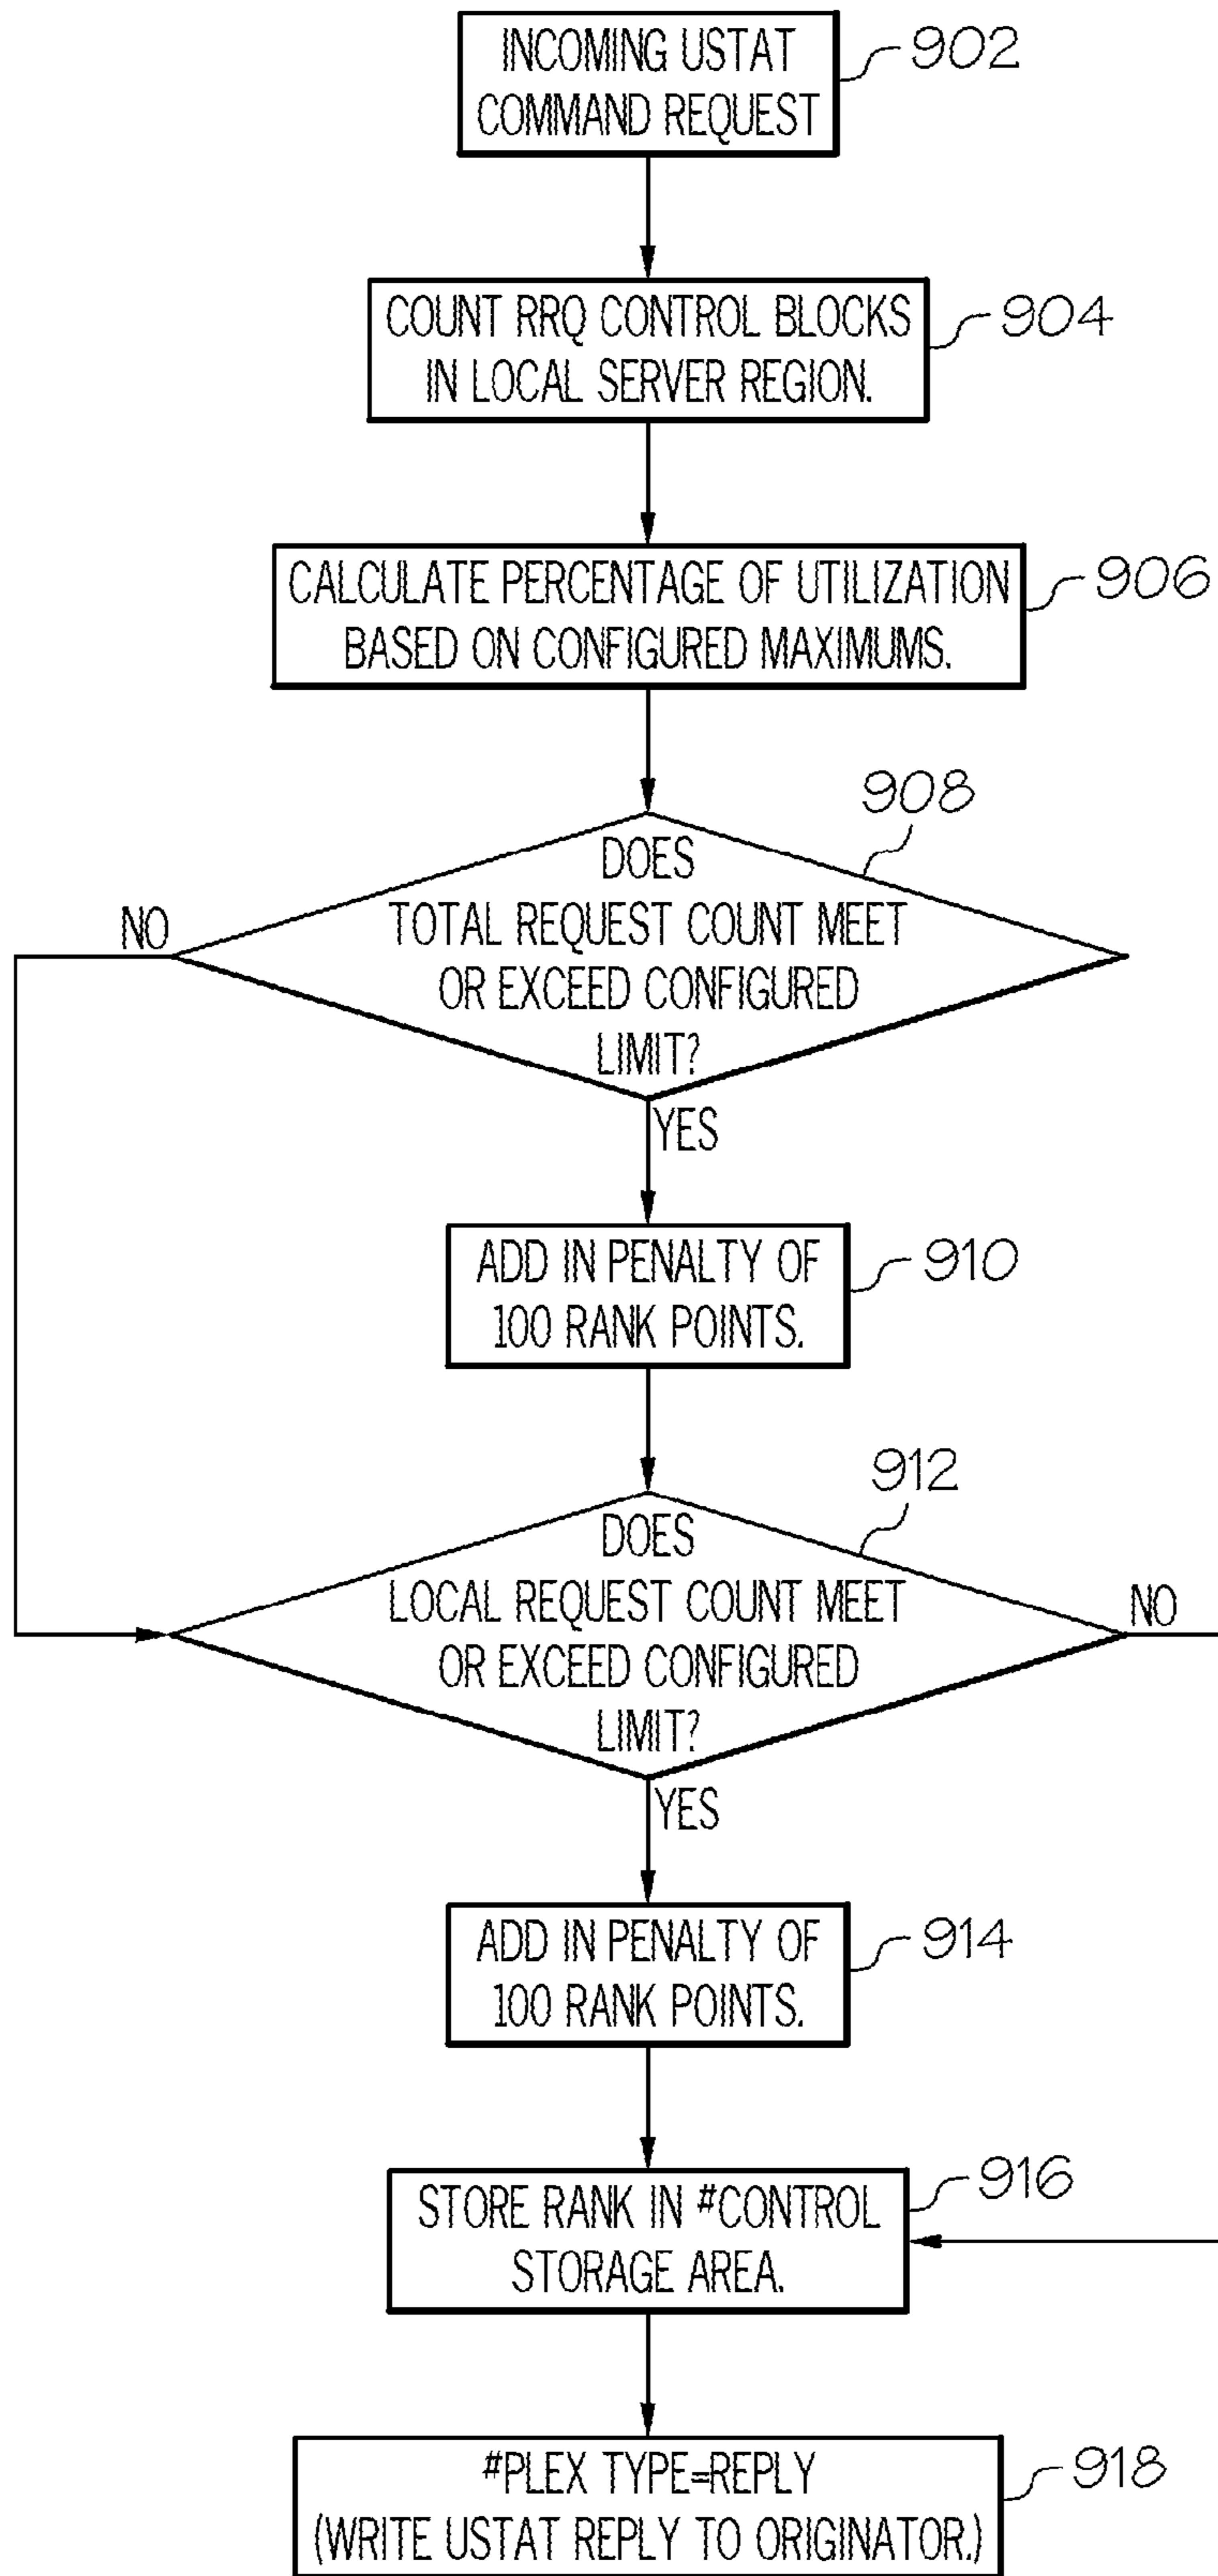 INCOMING USTAT
COMMAND REQUEST
902
COUNT RRQ CONTROL BLOCKS
IN LOCAL SERVER REGION.
904
CALCULATE PERCENTAGE OF UTILIZATION
BASED ON CONFIGURED MAXIMUMS.
906
908
DOES
TOTAL REQUEST COUNT MEET
OR EXCEED CONFIGURED
LIMIT?
NO
YES
ADD IN PENALTY OF
100 RANK POINTS.
910
912
DOES
LOCAL REQUEST COUNT MEET
OR EXCEED CONFIGURED
LIMIT?
NO
YES
ADD IN PENALTY OF
100 RANK POINTS.
914
STORE RANK IN #CONTROL
STORAGE AREA.
916
#PLEX TYPE=REPLY
(WRITE USTAT REPLY TO ORIGINATOR.)
918